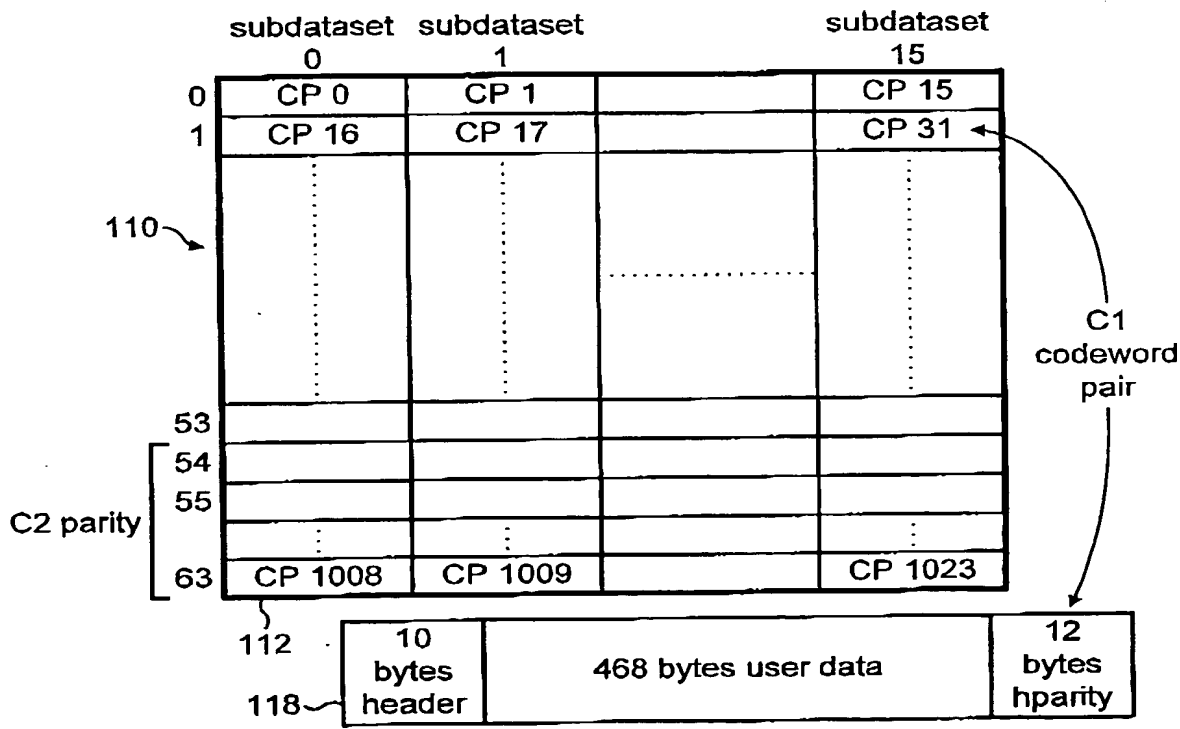 subdataset subdataset subdataset
0 1 15
0 CP 0 CP 1 CP 15
1 CP 16 CP 17 CP 31
110
C1
codeword
pair
53
54
55
C2 parity
63 CP 1008 CP 1009 CP 1023
112
118
10
bytes
header
468 bytes user data
12
bytes
hparity